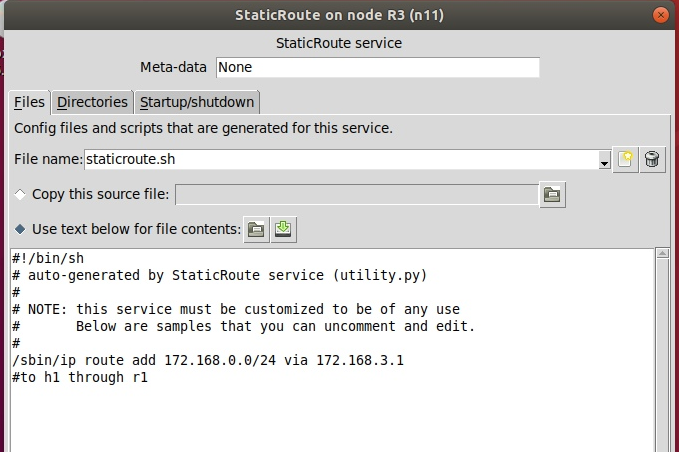 StaticRoute on node R3 (n11)
StaticRoute service
Meta-data None
Files Directories Startup/shutdown
Config files and scripts that are generated for this service.
File name: staticroute.sh
Copy this source file:
Use text below for file contents:
#!/bin/sh
# auto-generated by StaticRoute service (utility.py)
#
# NOTE: this service must be customized to be of any use
#       Below are samples that you can uncomment and edit.
#
/sbin/ip route add 172.168.0.0/24 via 172.168.3.1
#to h1 through r1